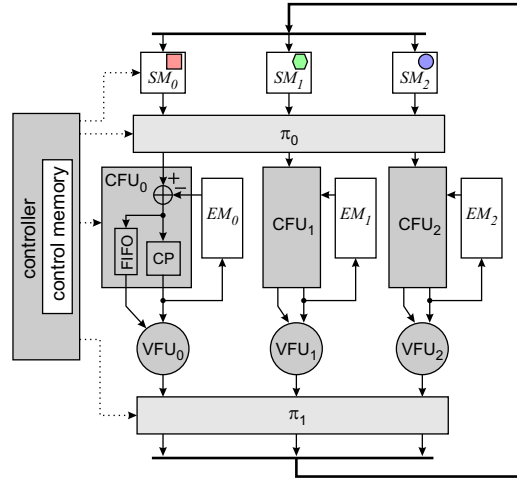 SM₀ SM₁ SM₂
π₀
controller
control memory
CFU₀
+
−
FIFO
CP
EM₀
CFU₁
EM₁
CFU₂
EM₂
VFU₀ VFU₁ VFU₂
π₁